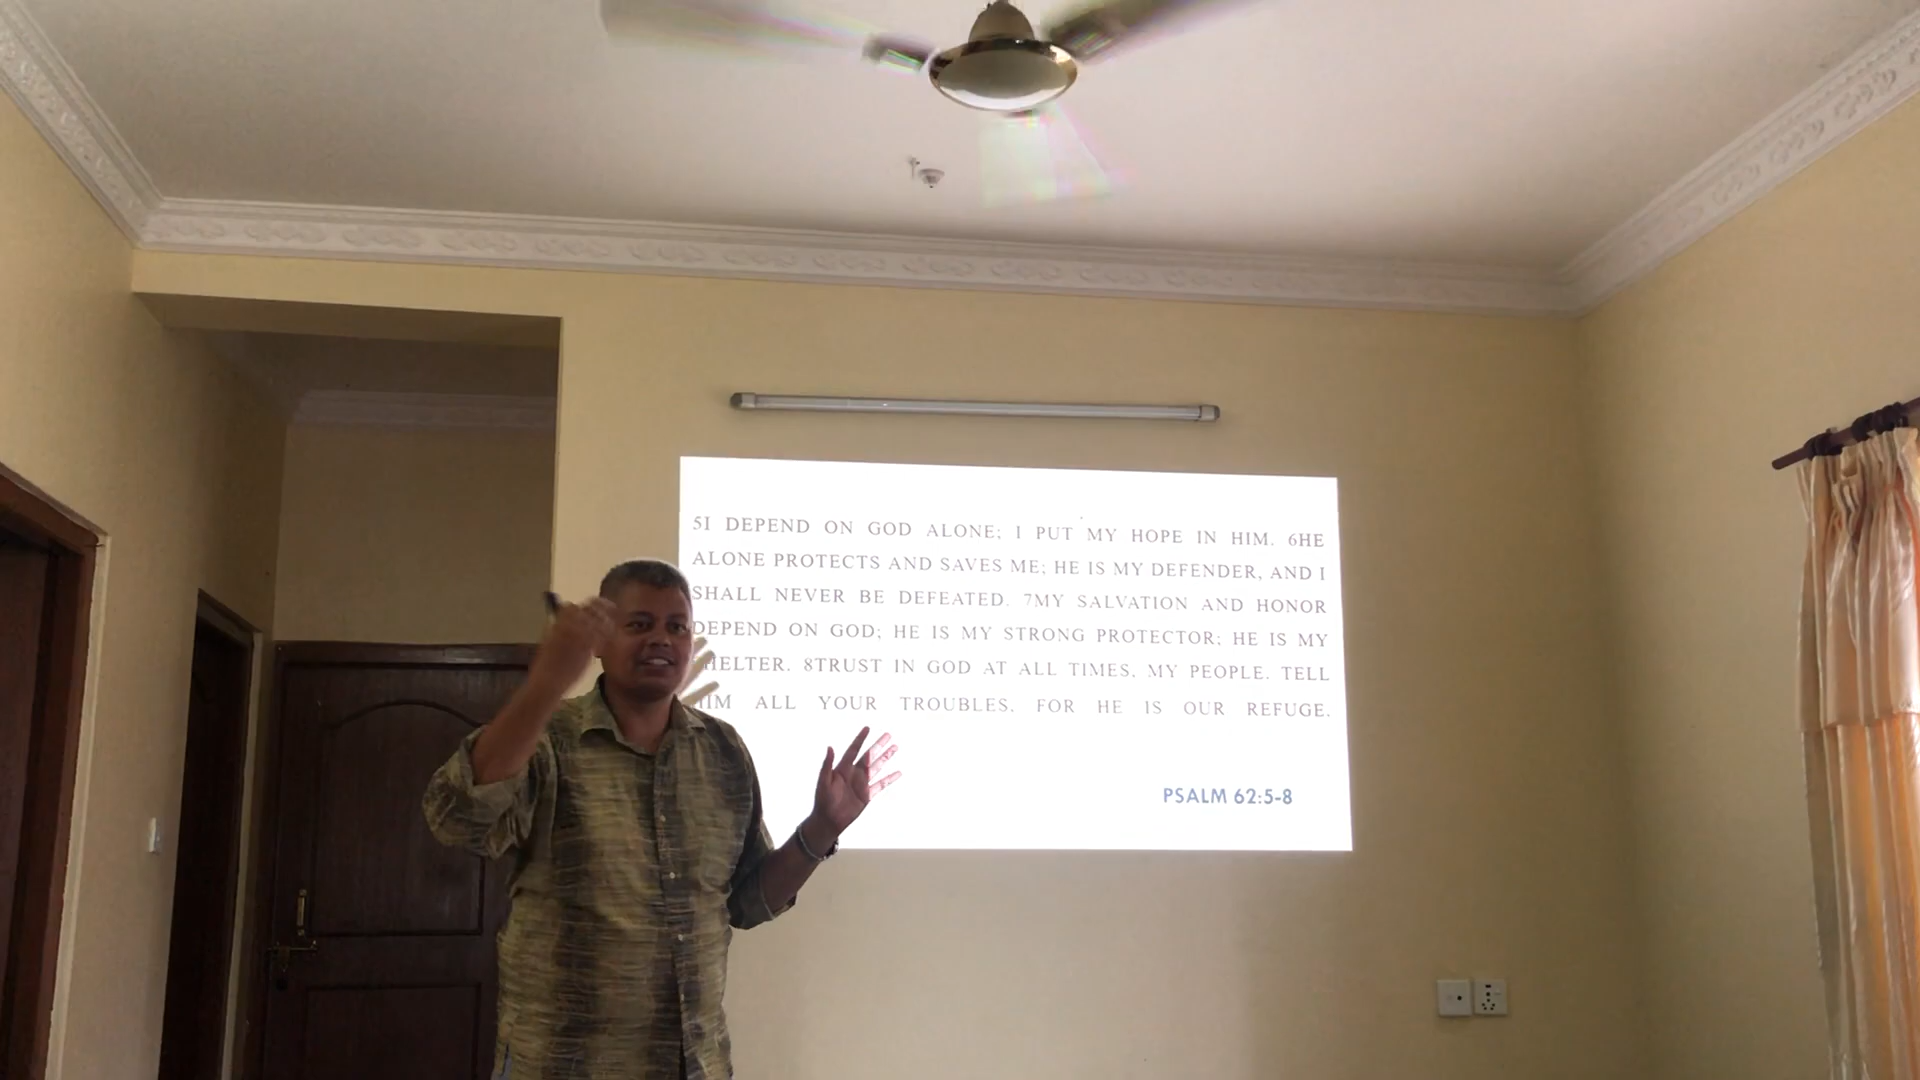 5I DEPEND ON GOD ALONE; I PUT MY HOPE IN HIM. 6HE
ALONE PROTECTS AND SAVES ME; HE IS MY DEFENDER, AND I
SHALL NEVER BE DEFEATED. 7MY SALVATION AND HONOR
DEPEND ON GOD; HE IS MY STRONG PROTECTOR; HE IS MY
SHELTER. 8TRUST IN GOD AT ALL TIMES, MY PEOPLE. TELL
HIM ALL YOUR TROUBLES. FOR HE IS OUR REFUGE.
PSALM 62:5-8